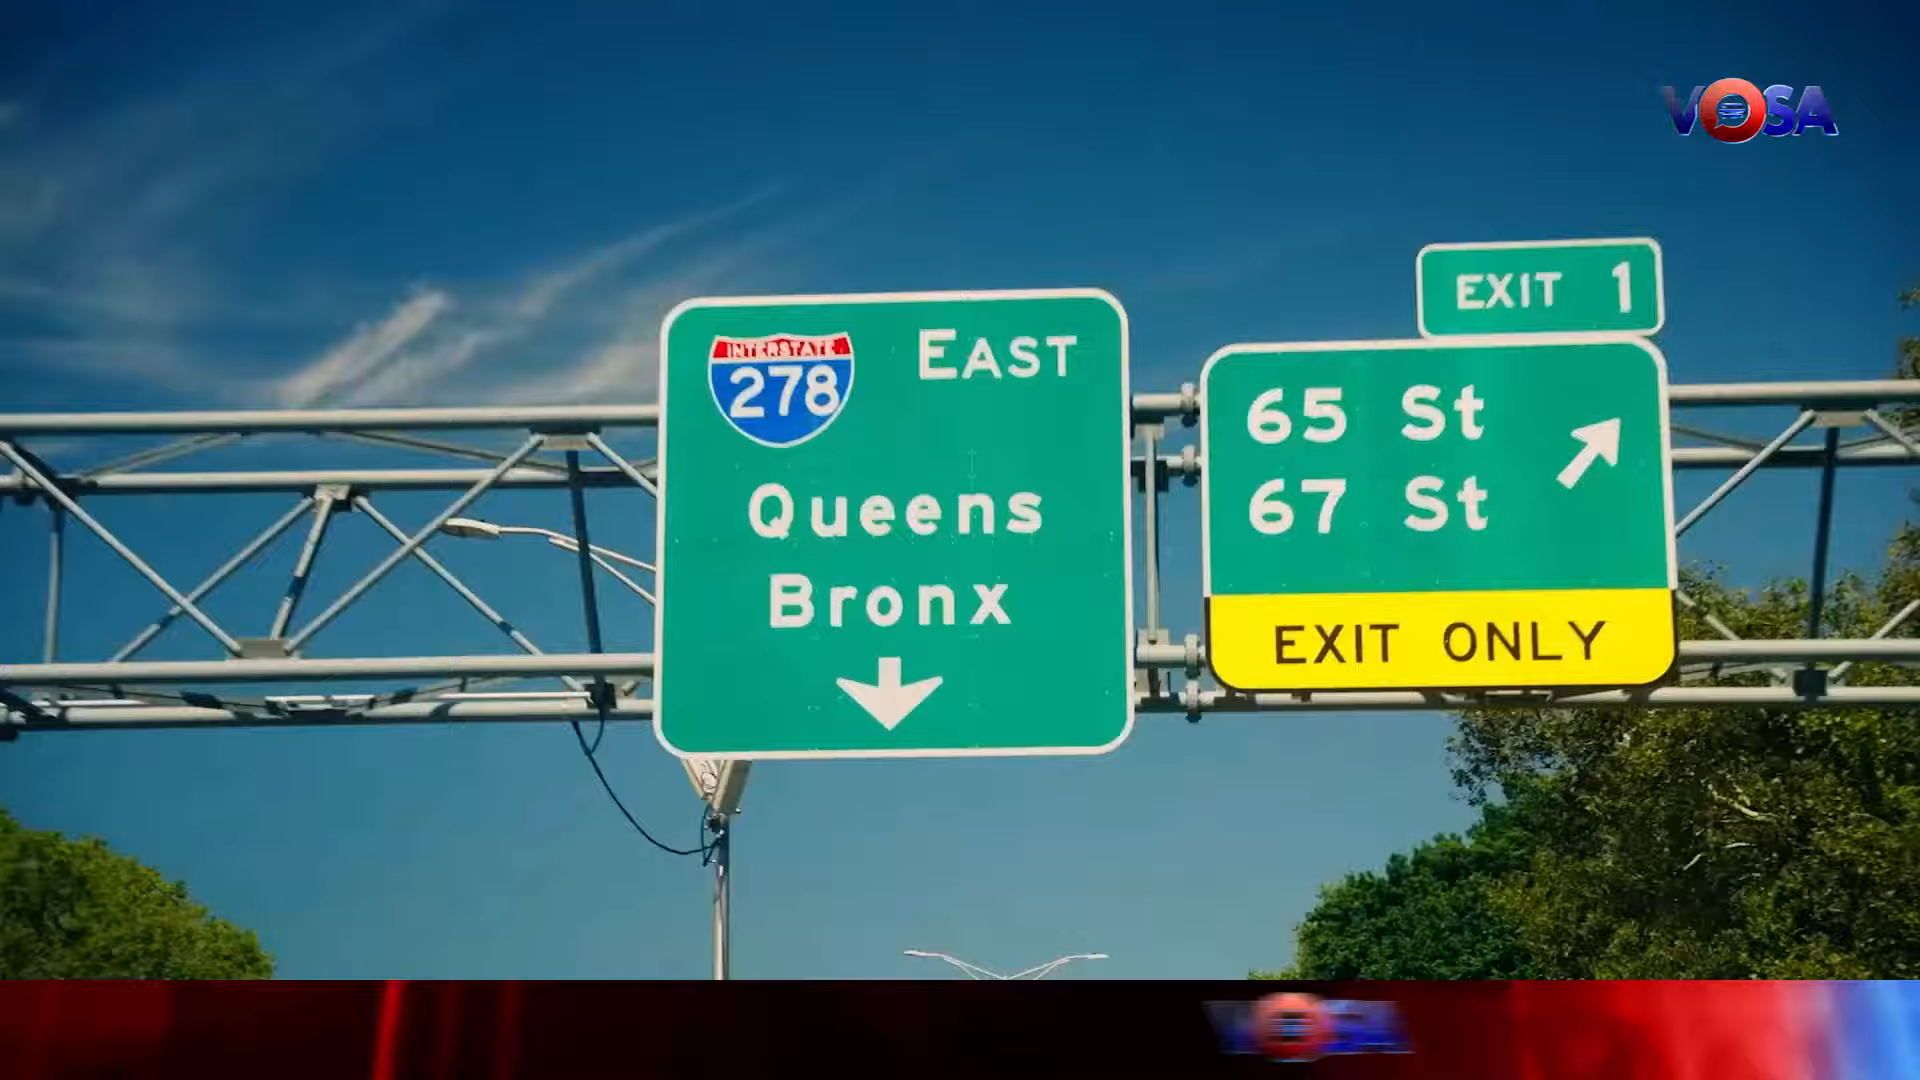 VOSA
EXIT 1
INTERSTATE
278
EAST
Queens
Bronx
65 St
67 St
EXIT ONLY